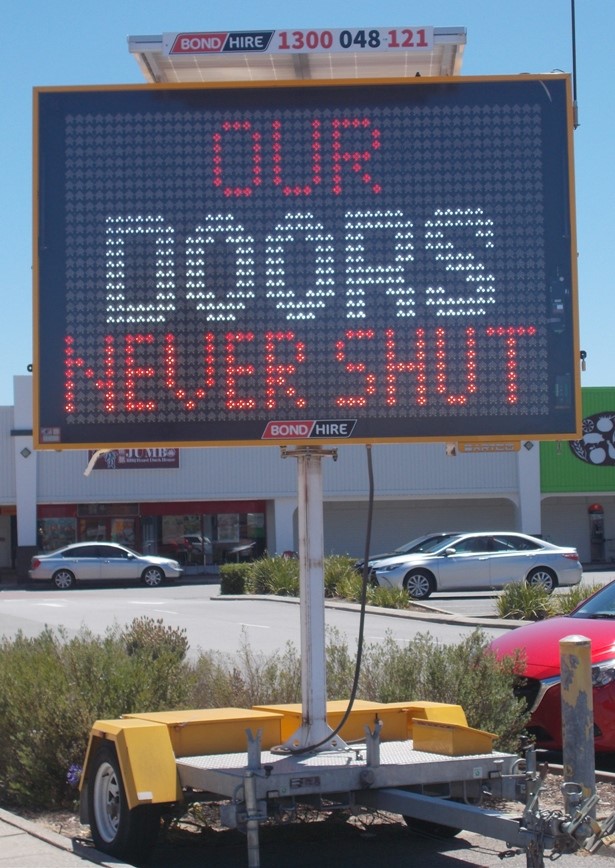 BOND HIRE 1300 048 121
OUR
DOORS
NEVER SHUT
BOND HIRE
JUMBO